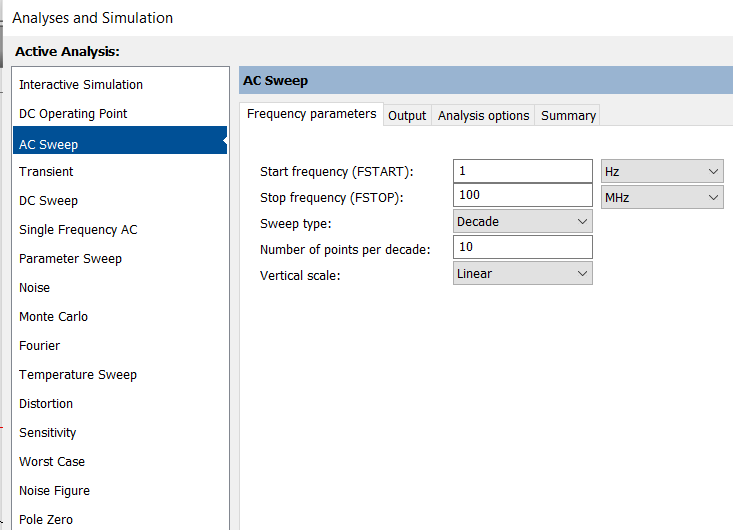 Analyses and Simulation
Active Analysis:
Interactive Simulation
DC Operating Point
AC Sweep
Transient
DC Sweep
Single Frequency AC
Parameter Sweep
Noise
Monte Carlo
Fourier
Temperature Sweep
Distortion
Sensitivity
Worst Case
Noise Figure
Pole Zero
AC Sweep
Frequency parameters Output Analysis options Summary
Start frequency (FSTART): 1 Hz
Stop frequency (FSTOP): 100 MHz
Sweep type: Decade
Number of points per decade: 10
Vertical scale: Linear